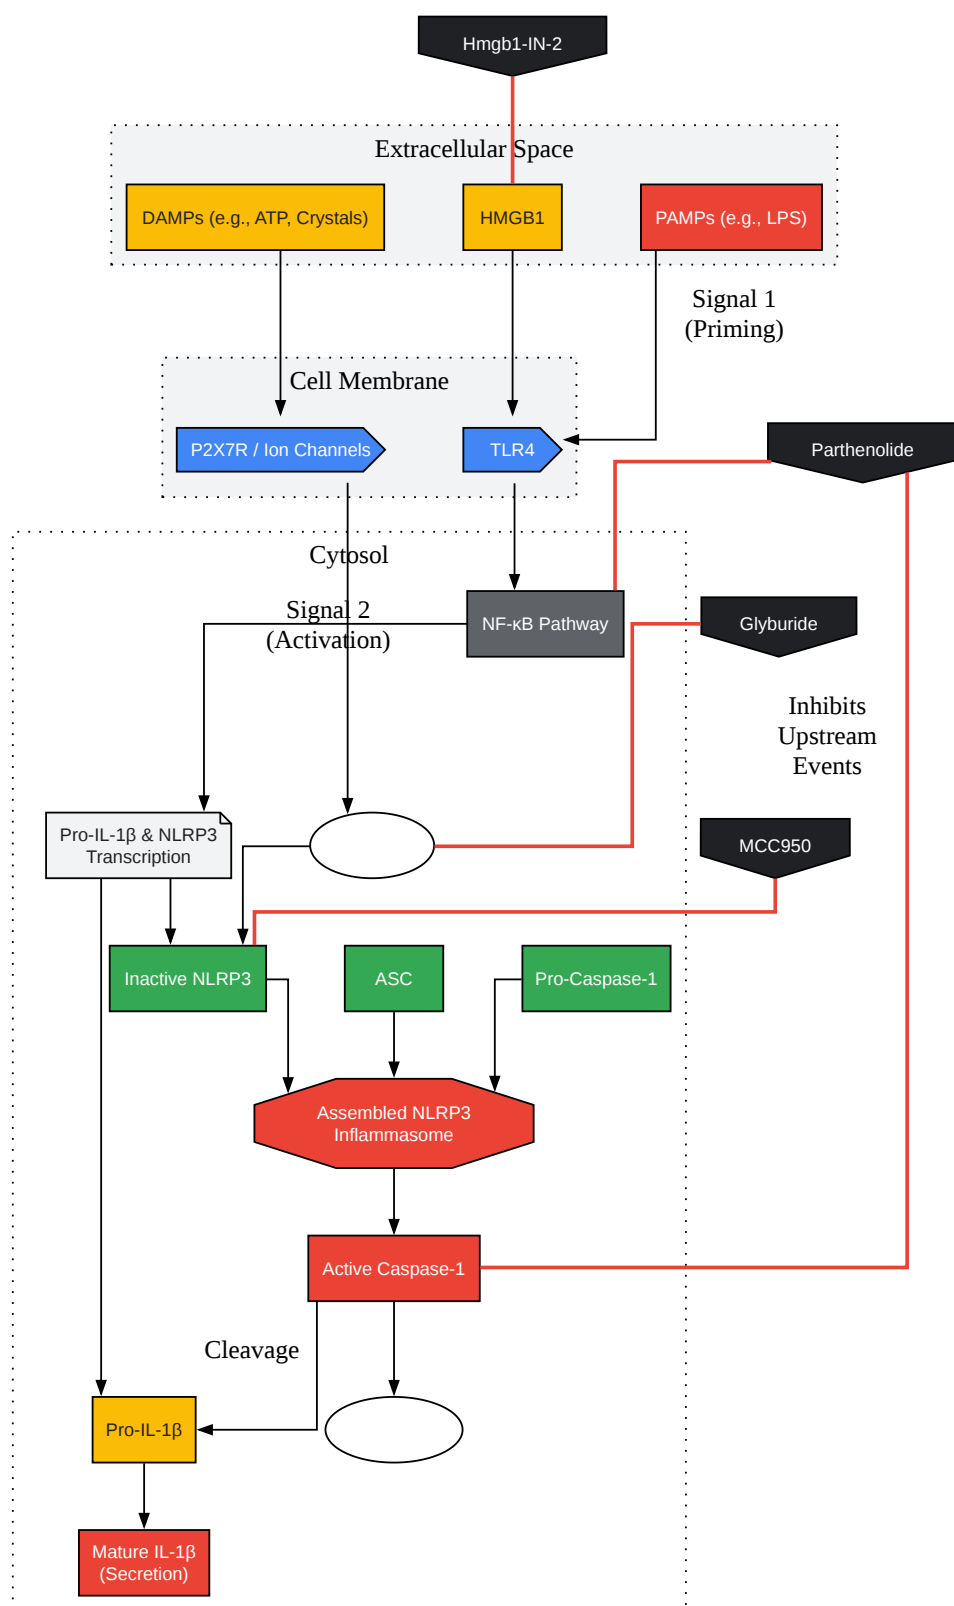 Hmgb1-IN-2
Extracellular Space
DAMPs (e.g., ATP, Crystals)
HMGB1
PAMPs (e.g., LPS)
Signal 1
(Priming)
Cell Membrane
P2X7R / Ion Channels
TLR4
Parthenolide
Cytosol
Signal 2
(Activation)
NF-κB Pathway
Glyburide
Inhibits
Upstream
Events
Pro-IL-1β & NLRP3
Transcription
MCC950
Inactive NLRP3
ASC
Pro-Caspase-1
Assembled NLRP3
Inflammasome
Active Caspase-1
Cleavage
Pro-IL-1β
Mature IL-1β
(Secretion)